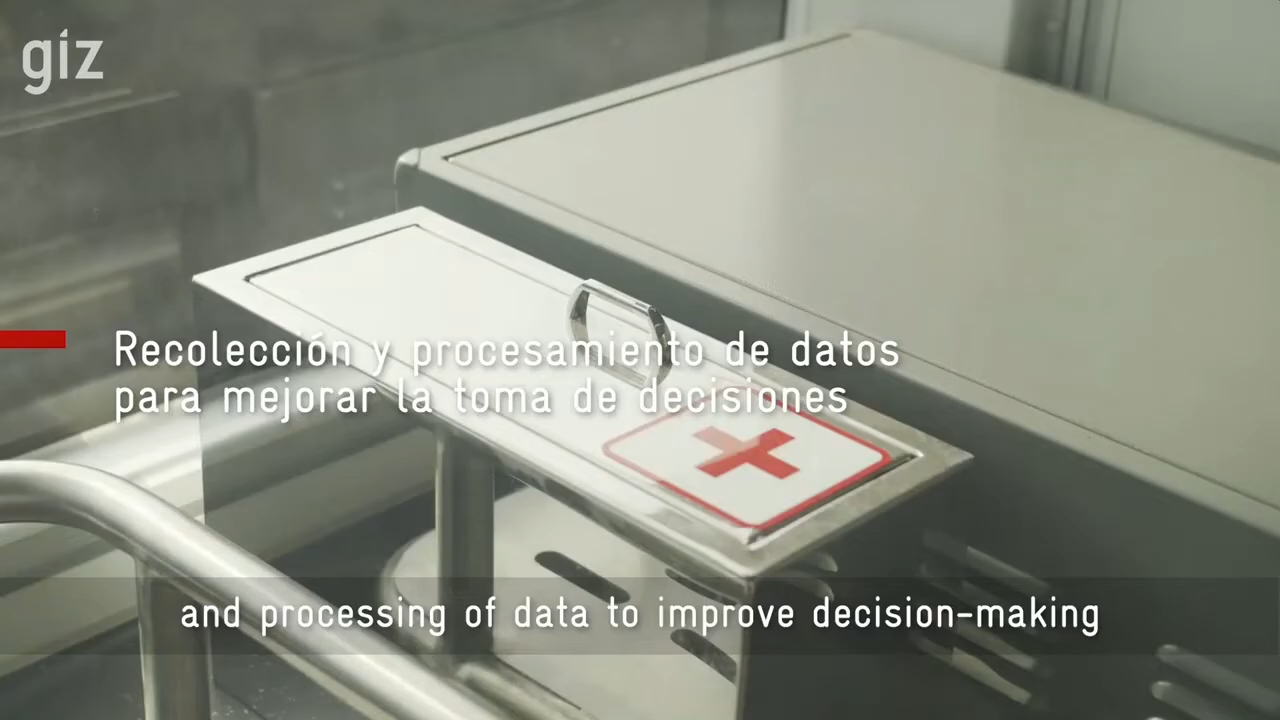 giz
Recolección y procesamiento de datos
para mejorar la toma de decisiones
and processing of data to improve decision-making